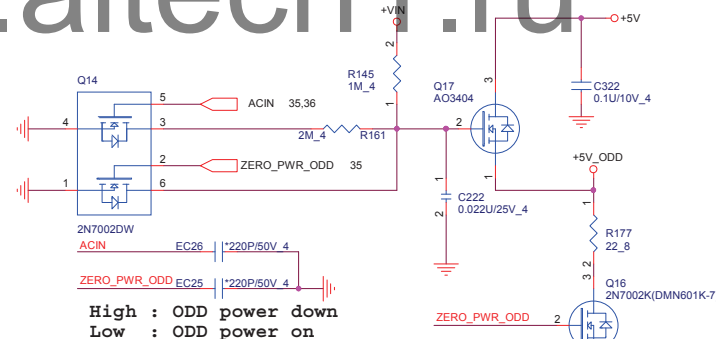 .aitech1.ru
+VIN
+5V
2
R145
1M_4
1
Q14
5
ACIN 35,36
4
3
2M_4
R161
2
ZERO_PWR_ODD 35
1
6
2N7002DW
Q17
AO3404
3
2
1
C322
0.1U/10V_4
+5V_ODD
1
2
C222
0.022U/25V_4
1
R177
22_8
2
ACIN
EC26
*220P/50V_4
ZERO_PWR_ODD
EC25
*220P/50V_4
3
Q16
2N7002K(DMN601K-7
ZERO_PWR_ODD
2
High : ODD power down
Low : ODD power on